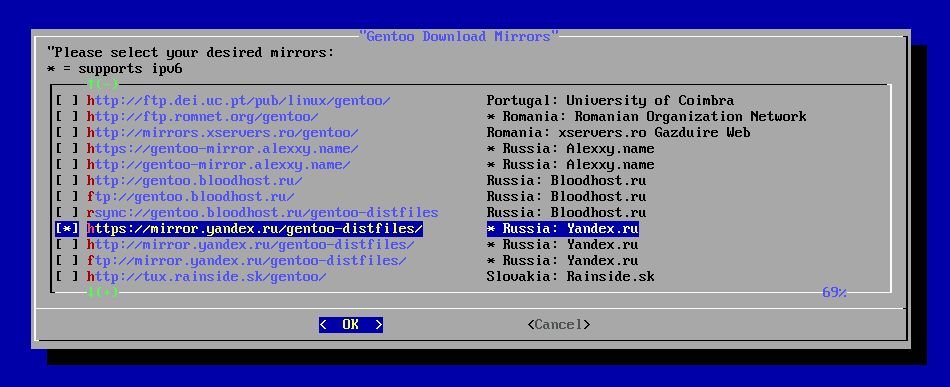 "Gentoo Download Mirrors"
"Please select your desired mirrors:
* = supports ipv6
↑(-)
[ ] http://ftp.dei.uc.pt/pub/linux/gentoo/ Portugal: University of Coimbra
[ ] http://ftp.romnet.org/gentoo/ * Romania: Romanian Organization Network
[ ] http://mirrors.xservers.ro/gentoo/ Romania: xservers.ro Gazduire Web
[ ] https://gentoo-mirror.alexxy.name/ * Russia: Alexxy.name
[ ] http://gentoo-mirror.alexxy.name/ * Russia: Alexxy.name
[ ] http://gentoo.bloodhost.ru/ Russia: Bloodhost.ru
[ ] ftp://gentoo.bloodhost.ru/ Russia: Bloodhost.ru
[ ] rsync://gentoo.bloodhost.ru/gentoo-distfiles Russia: Bloodhost.ru
[*] https://mirror.yandex.ru/gentoo-distfiles/ * Russia: Yandex.ru
[ ] http://mirror.yandex.ru/gentoo-distfiles/ * Russia: Yandex.ru
[ ] ftp://mirror.yandex.ru/gentoo-distfiles/ * Russia: Yandex.ru
[ ] http://tux.rainside.sk/gentoo/ Slovakia: Rainside.sk
↓(+) 69%
< OK > <Cancel>